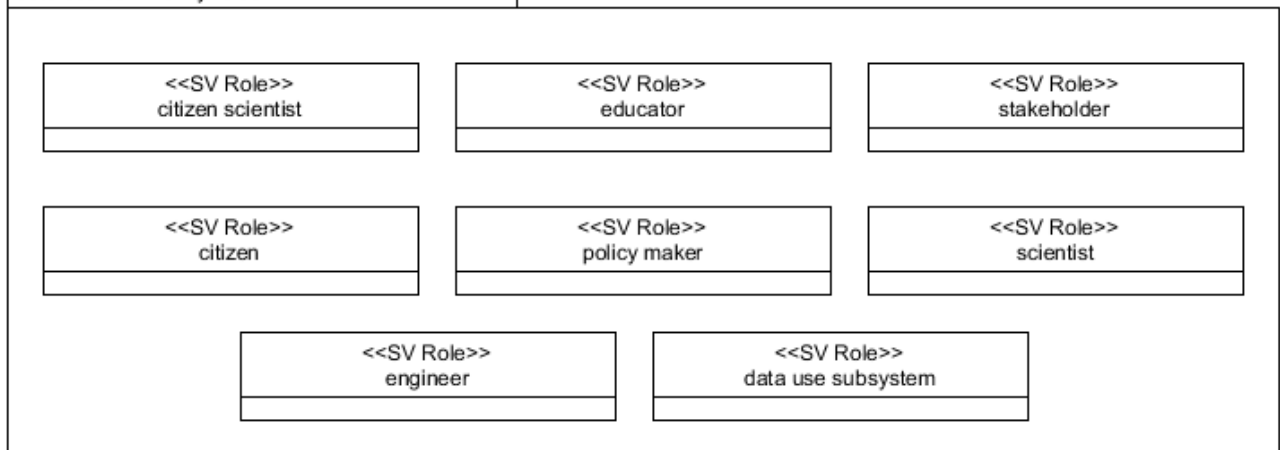 <<SV Role>>
citizen scientist
<<SV Role>>
educator
<<SV Role>>
stakeholder
<<SV Role>>
citizen
<<SV Role>>
policy maker
<<SV Role>>
scientist
<<SV Role>>
engineer
<<SV Role>>
data use subsystem